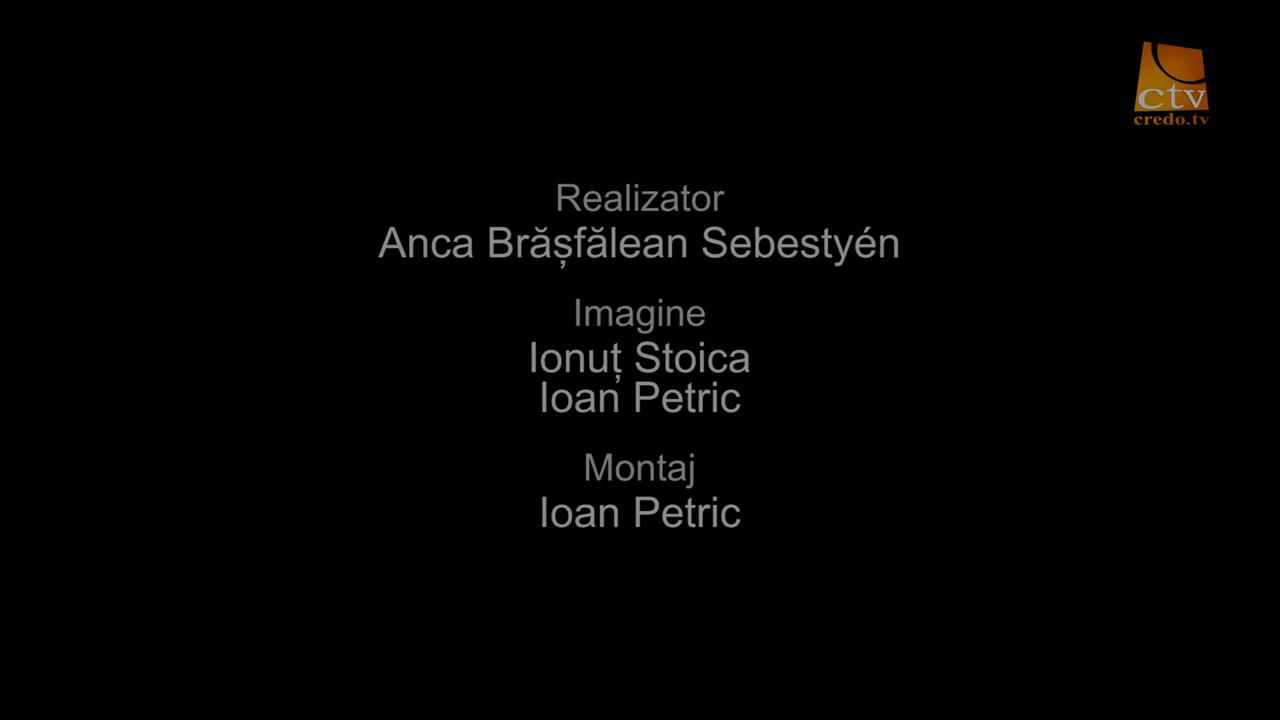 ctv
credo.tv
Realizator
Anca Brășfălean Sebestyén
Imagine
Ionuț Stoica
Ioan Petric
Montaj
Ioan Petric